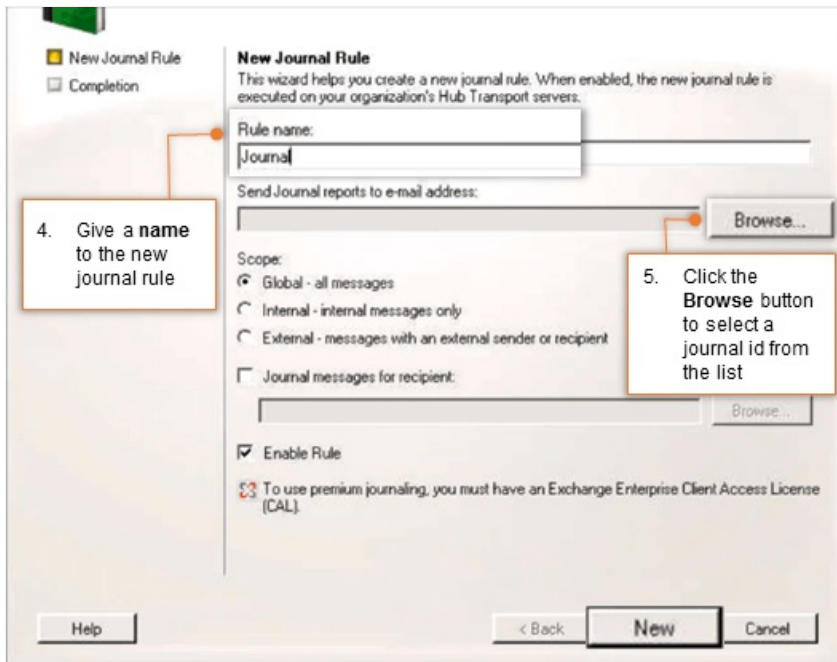 New Journal Rule
Completion
New Journal Rule
This wizard helps you create a new journal rule. When enabled, the new journal rule is
executed on your organization's Hub Transport servers.
Rule name:
Journal
Send Journal reports to e-mail address:
Browse...
4. Give a name
to the new
journal rule
Scope:
Global - all messages
Internal - internal messages only
External - messages with an external sender or recipient
5. Click the
Browse button
to select a
journal id from
the list
Journal messages for recipient:
Browse...
Enable Rule
To use premium journaling, you must have an Exchange Enterprise Client Access License
(CAL).
Help
< Back
New
Cancel